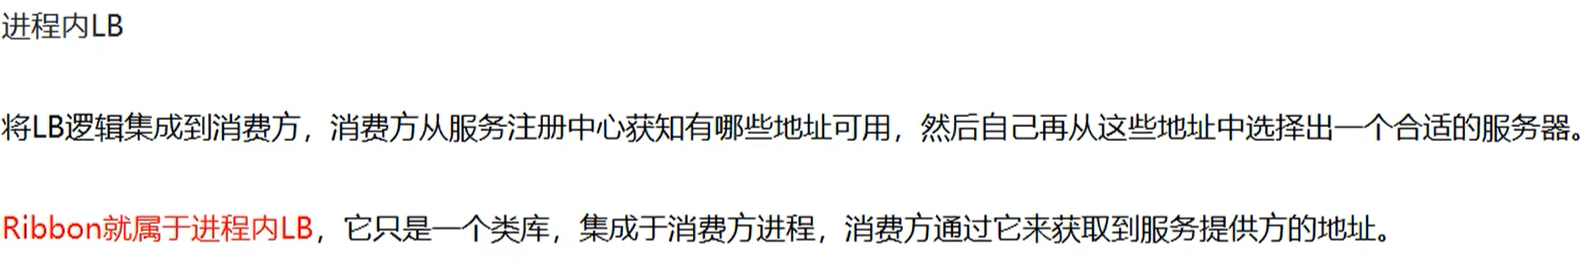 进程内LB
将LB逻辑集成到消费方，消费方从服务注册中心获知有哪些地址可用，然后自己再从这些地址中选择出一个合适的服务器。
Ribbon就属于进程内LB，它只是一个类库，集成于消费方进程，消费方通过它来获取到服务提供方的地址。